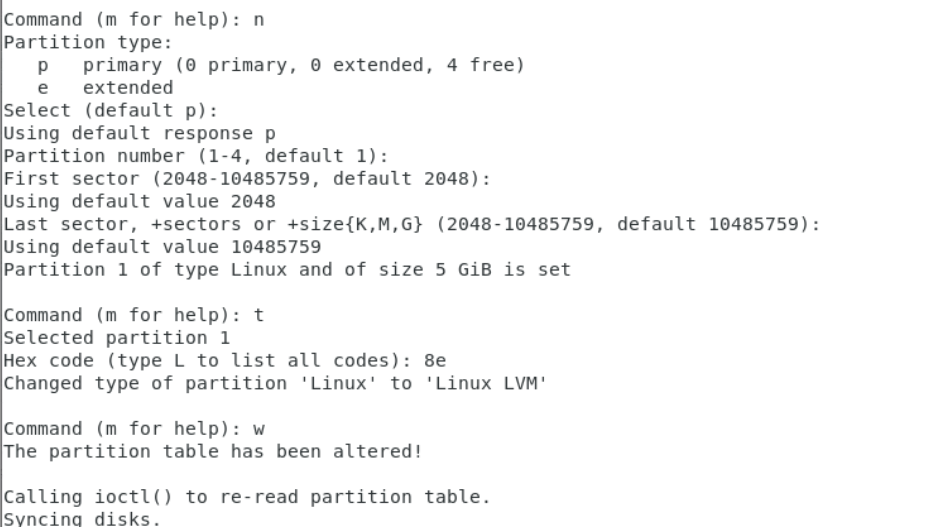 Command (m for help): n
Partition type:
   p   primary (0 primary, 0 extended, 4 free)
   e   extended
Select (default p):
Using default response p
Partition number (1-4, default 1):
First sector (2048-10485759, default 2048):
Using default value 2048
Last sector, +sectors or +size{K,M,G} (2048-10485759, default 10485759):
Using default value 10485759
Partition 1 of type Linux and of size 5 GiB is set

Command (m for help): t
Selected partition 1
Hex code (type L to list all codes): 8e
Changed type of partition 'Linux' to 'Linux LVM'

Command (m for help): w
The partition table has been altered!

Calling ioctl() to re-read partition table.
Syncing disks.